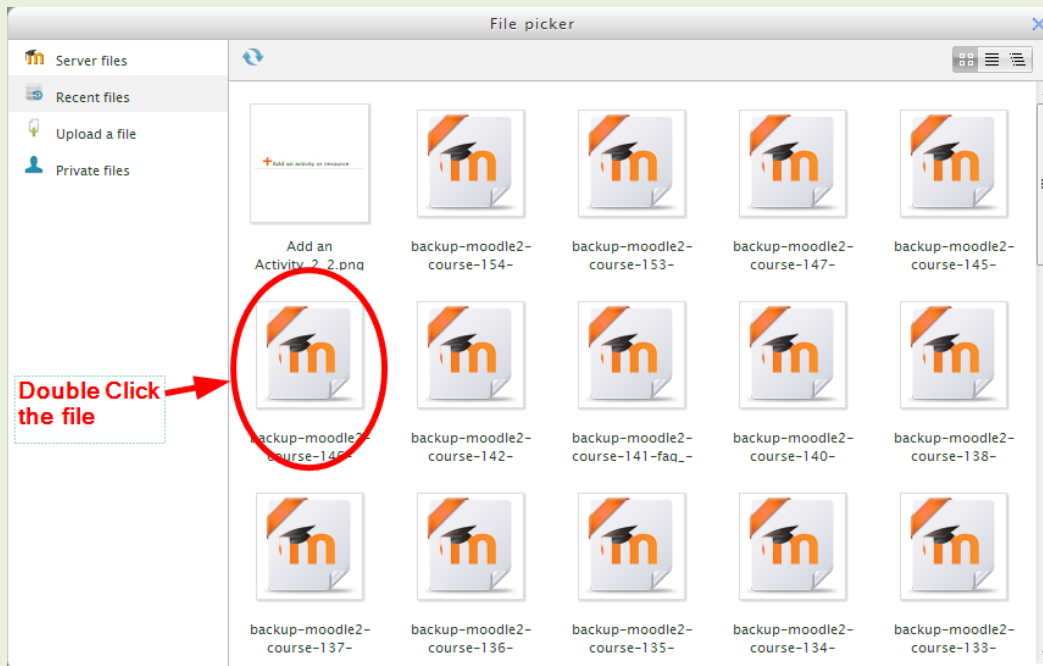 File picker
Server files
Recent files
Upload a file
Private files
Add an activity or resource
Add an
Activity_2_2.png
backup-moodle2-
course-154-
backup-moodle2-
course-153-
backup-moodle2-
course-147-
backup-moodle2-
course-145-
Double Click
the file
backup-moodle2-
course-146-
backup-moodle2-
course-142-
backup-moodle2-
course-141-faq_-
backup-moodle2-
course-140-
backup-moodle2-
course-138-
backup-moodle2-
course-137-
backup-moodle2-
course-136-
backup-moodle2-
course-135-
backup-moodle2-
course-134-
backup-moodle2-
course-133-